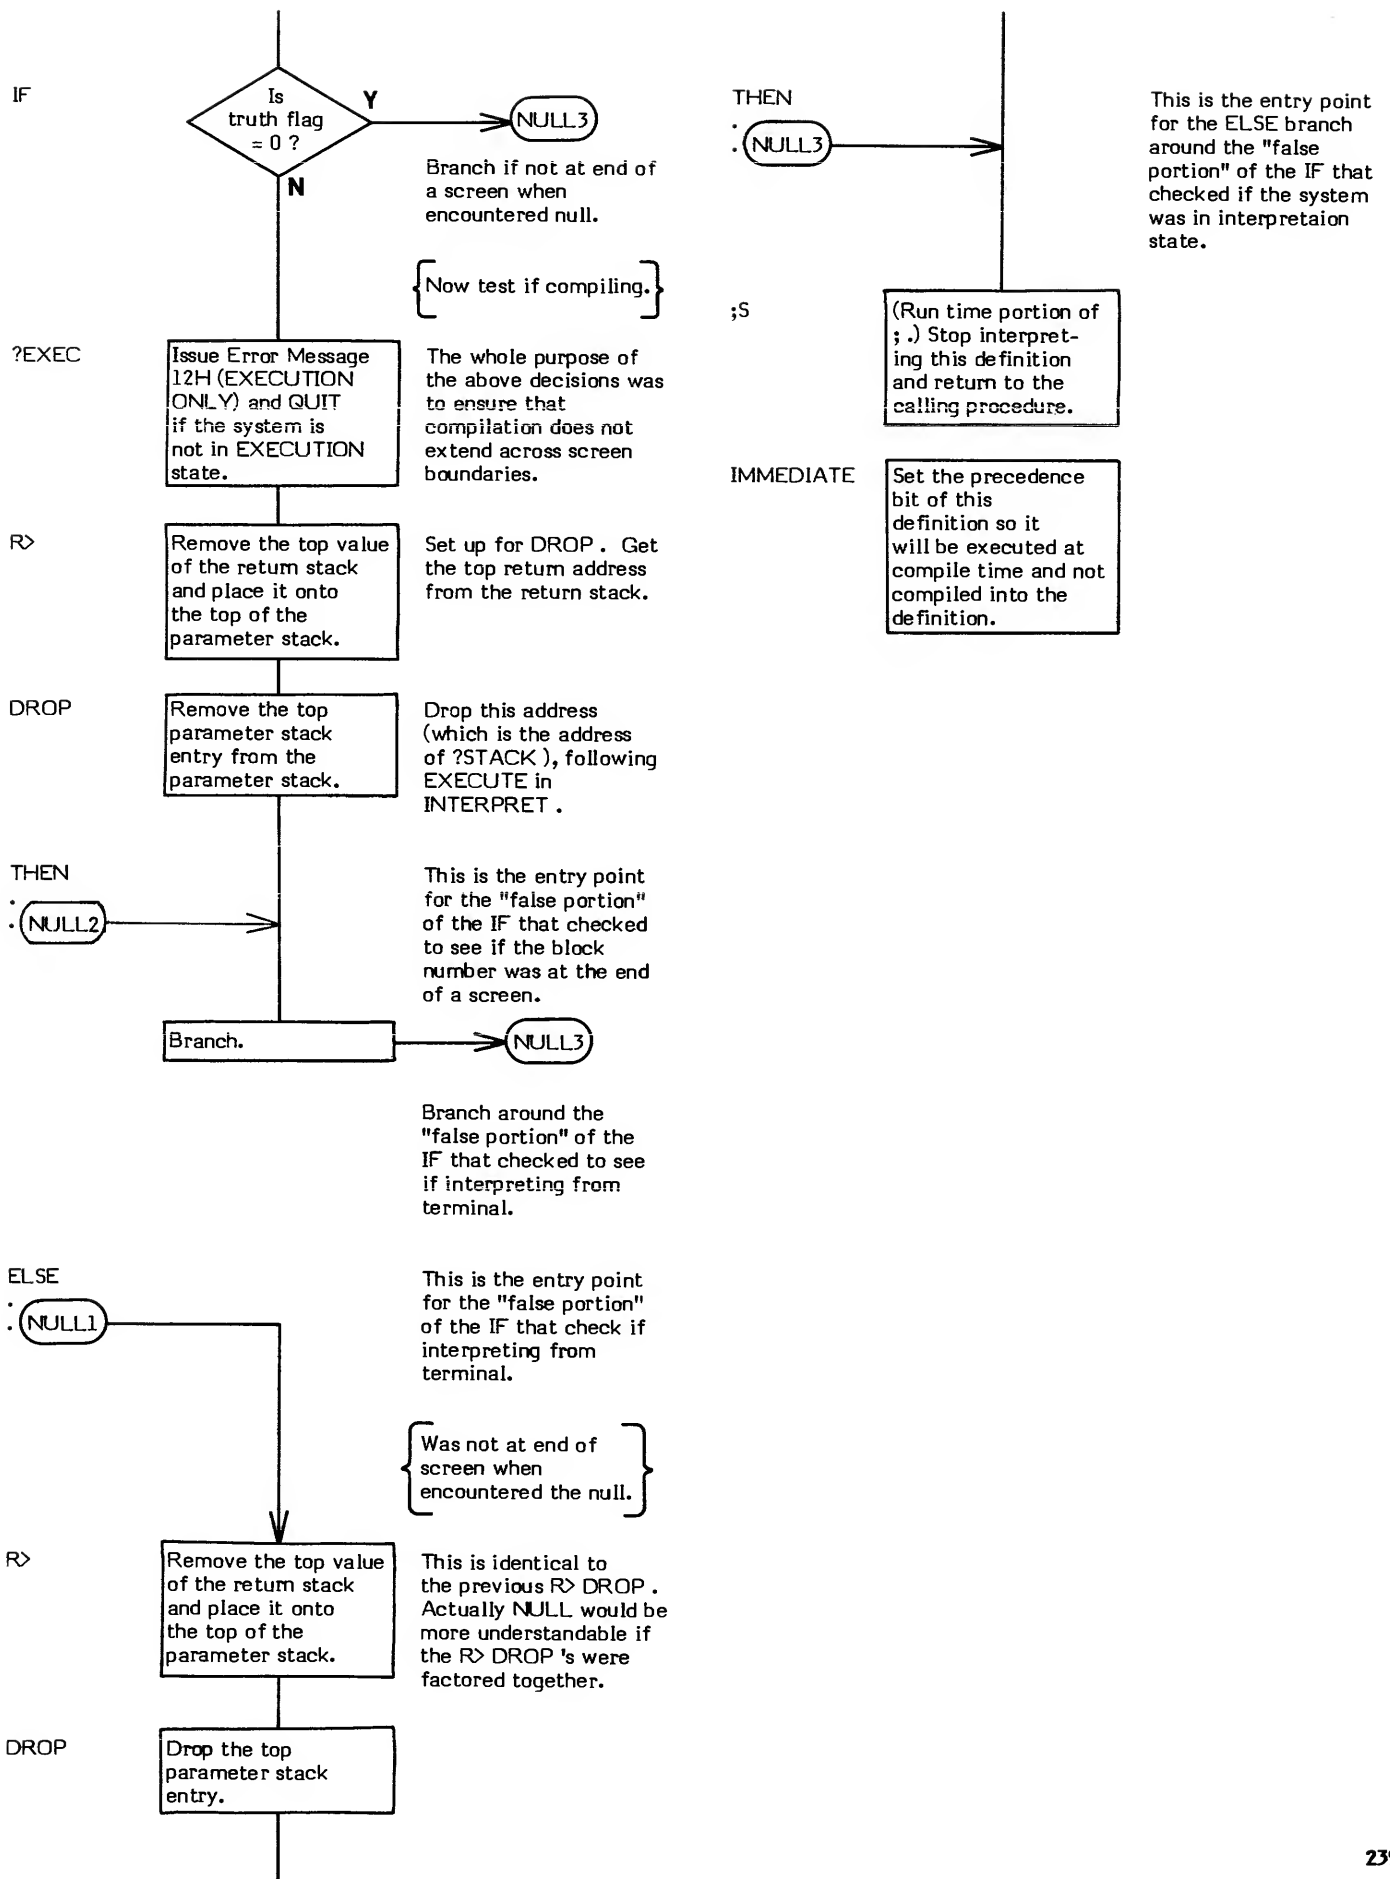 IF
Is
truth flag
= 0 ?
Y
N
NULL3
Branch if not at end of
a screen when
encountered null.
Now test if compiling.
?EXEC
Issue Error Message
12H (EXECUTION
ONLY) and QUIT
if the system is
not in EXECUTION
state.
The whole purpose of
the above decisions was
to ensure that
compilation does not
extend across screen
boundaries.
R>
Remove the top value
of the return stack
and place it onto
the top of the
parameter stack.
Set up for DROP . Get
the top return address
from the return stack.
DROP
Remove the top
parameter stack
entry from the
parameter stack.
Drop this address
(which is the address
of ?STACK ), following
EXECUTE in
INTERPRET .
THEN
:
NULL2
This is the entry point
for the "false portion"
of the IF that checked
to see if the block
number was at the end
of a screen.
Branch.
NULL3
Branch around the
"false portion" of the
IF that checked to see
if interpreting from
terminal.
ELSE
:
NULL1
This is the entry point
for the "false portion"
of the IF that check if
interpreting from
terminal.
Was not at end of
screen when
encountered the null.
R>
Remove the top value
of the return stack
and place it onto
the top of the
parameter stack.
This is identical to
the previous R> DROP .
Actually NULL would be
more understandable if
the R> DROP 's were
factored together.
DROP
Drop the top
parameter stack
entry.
THEN
:
NULL3
This is the entry point
for the ELSE branch
around the "false
portion" of the IF that
checked if the system
was in interpretaion
state.
;S
(Run time portion of
; .) Stop interpret-
ing this definition
and return to the
calling procedure.
IMMEDIATE
Set the precedence
bit of this
definition so it
will be executed at
compile time and not
compiled into the
definition.